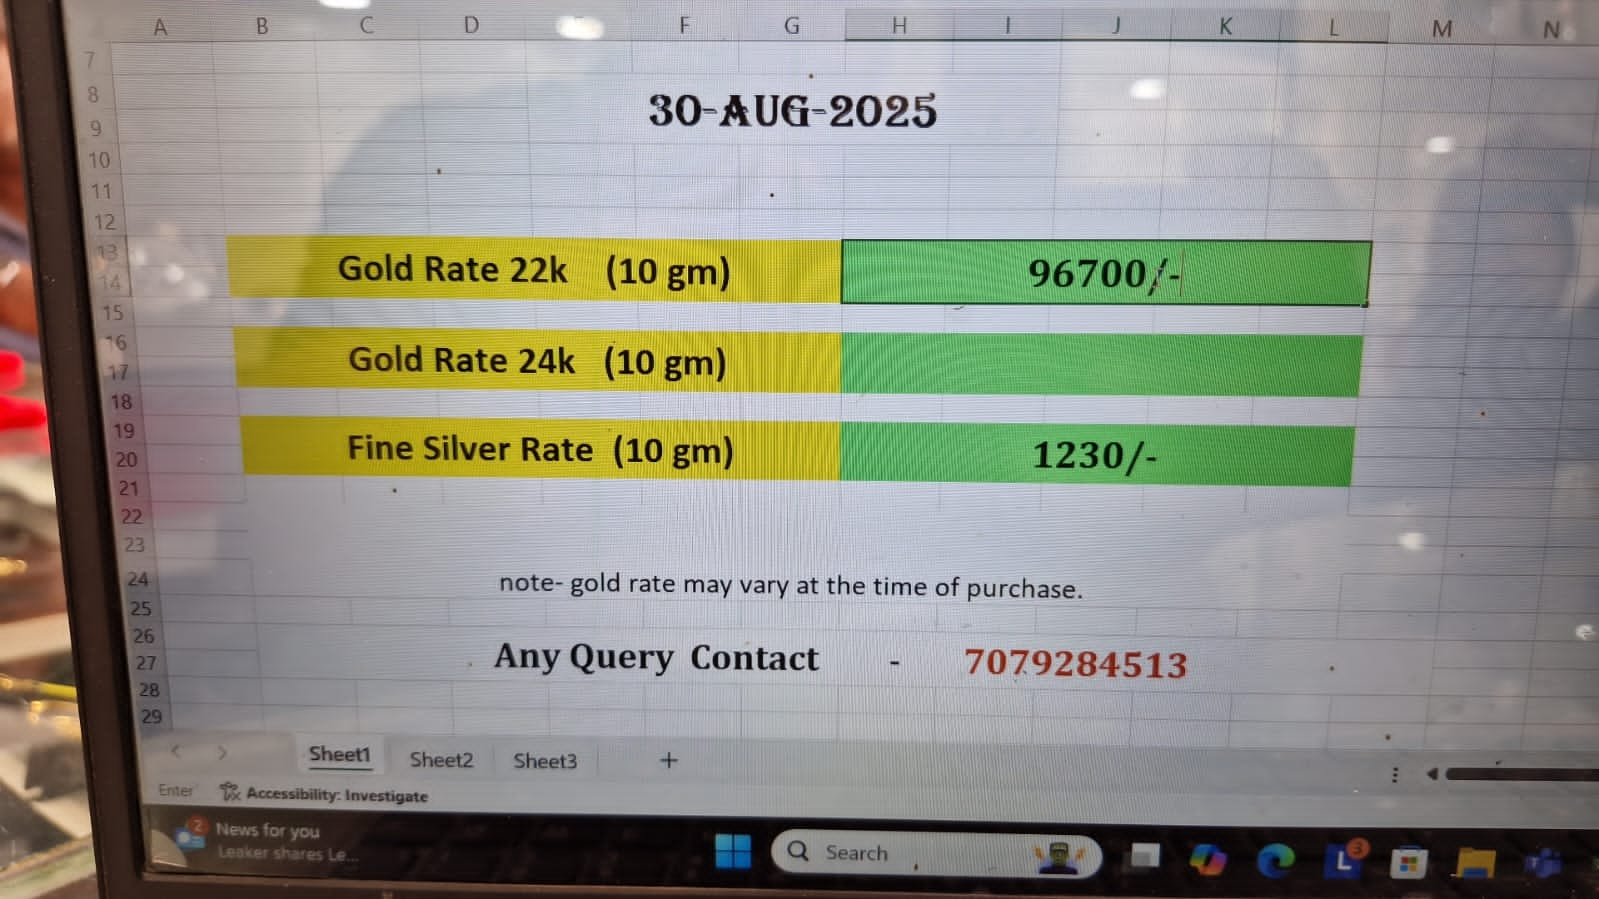 A B C D F G H I J K L M N
7
8
30-AUG-2025
9
10
11
12
13
Gold Rate 22k (10 gm) 96700/-
14
15
16
Gold Rate 24k (10 gm)
17
18
19
Fine Silver Rate (10 gm) 1230/-
20
21
22
23
24 note- gold rate may vary at the time of purchase.
25
26
Any Query Contact - 7079284513
27
28
29
Sheet1 Sheet2 Sheet3 +
Enter Accessibility: Investigate
2 News for you
Leaker shares Le...
Search
L 3